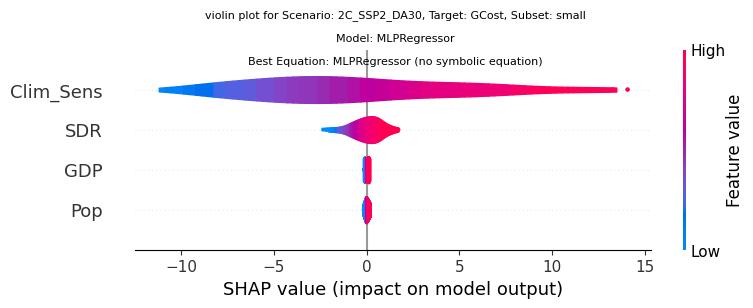 violin plot for Scenario: 2C_SSP2_DA30, Target: GCost, Subset: small
Model: MLPRegressor
Best Equation: MLPRegressor (no symbolic equation)
High
Clim_Sens
SDR
GDP
Pop
Feature value
Low
−10
−5
0
5
10
15
SHAP value (impact on model output)